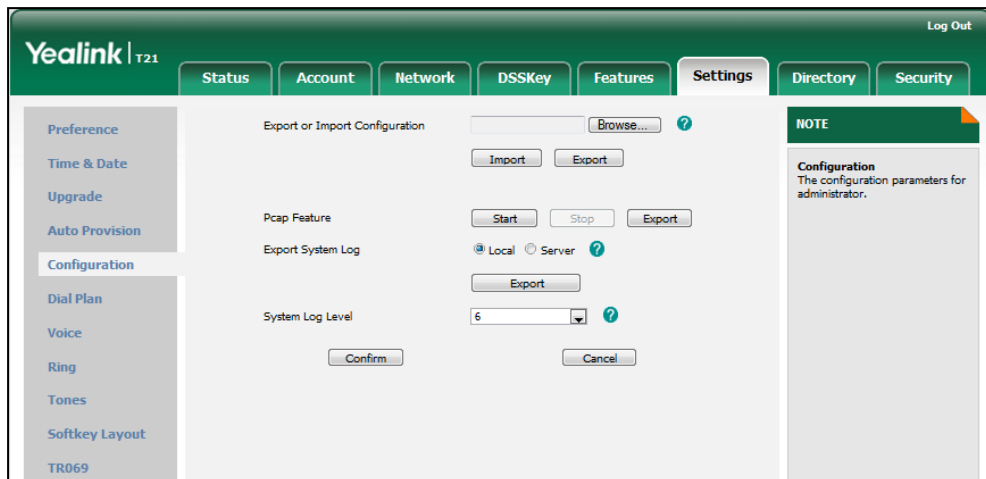 Log Out
Yealink | T21
Status Account Network DSSKey Features Settings Directory Security
Preference
Time & Date
Upgrade
Auto Provision
Configuration
Dial Plan
Voice
Ring
Tones
Softkey Layout
TR069
Export or Import Configuration Browse... ?
Import Export
Pcap Feature Start Stop Export
Export System Log Local Server ?
Export
System Log Level 6 ?
Confirm Cancel
NOTE
Configuration
The configuration parameters for
administrator.